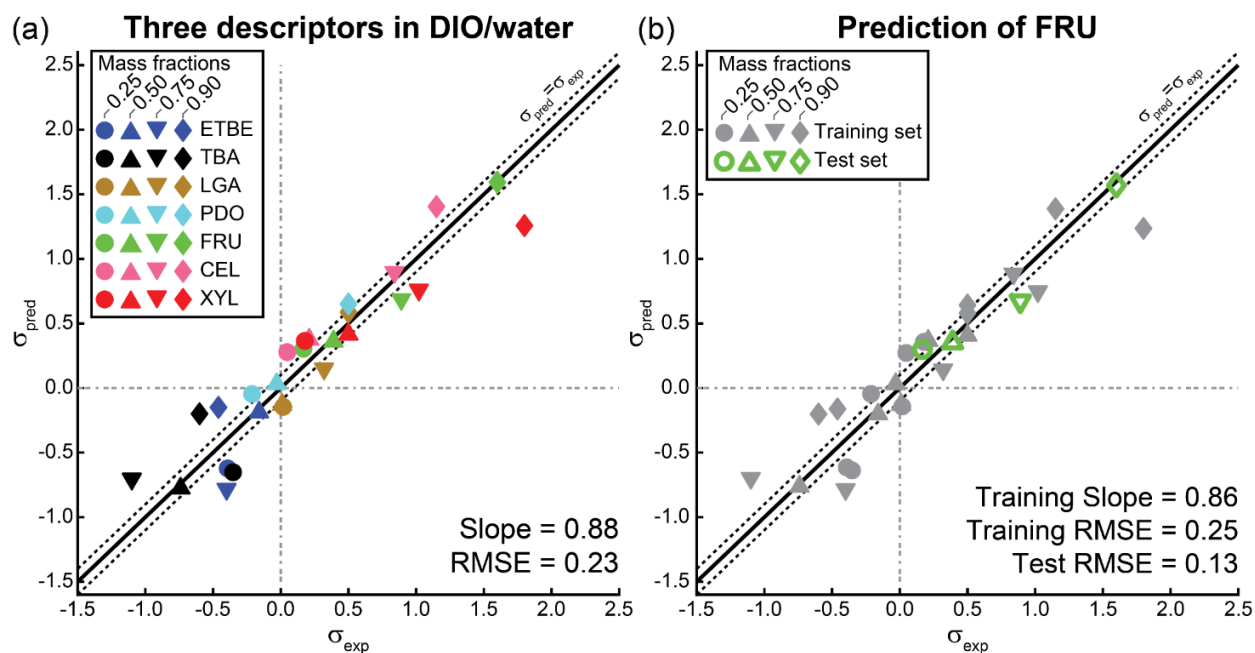 (a) Three descriptors in DIO/water
Mass fractions
~0.25 ~0.50 ~0.75 ~0.90
ETBE
TBA
LGA
PDO
FRU
CEL
XYL
σpred=σexp
2.5
2.0
1.5
1.0
0.5
0.0
-0.5
-1.0
-1.5
σpred
Slope = 0.88
RMSE = 0.23
-1.5 -1.0 -0.5 0.0 0.5 1.0 1.5 2.0 2.5
σexp
(b) Prediction of FRU
Mass fractions
~0.25 ~0.50 ~0.75 ~0.90
Training set
Test set
σpred=σexp
2.5
2.0
1.5
1.0
0.5
0.0
-0.5
-1.0
-1.5
σpred
Training Slope = 0.86
Training RMSE = 0.25
Test RMSE = 0.13
-1.5 -1.0 -0.5 0.0 0.5 1.0 1.5 2.0 2.5
σexp